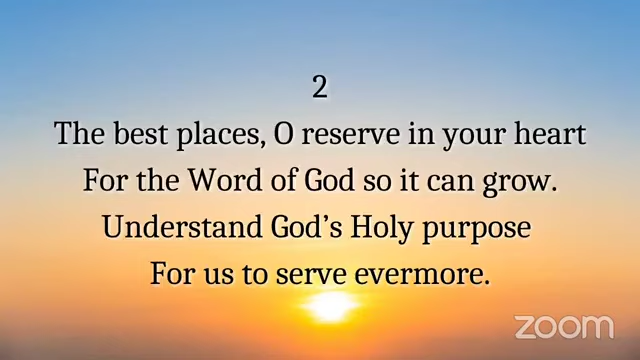 2
The best places, O reserve in your heart
For the Word of God so it can grow.
Understand God’s Holy purpose
For us to serve evermore.
zoom